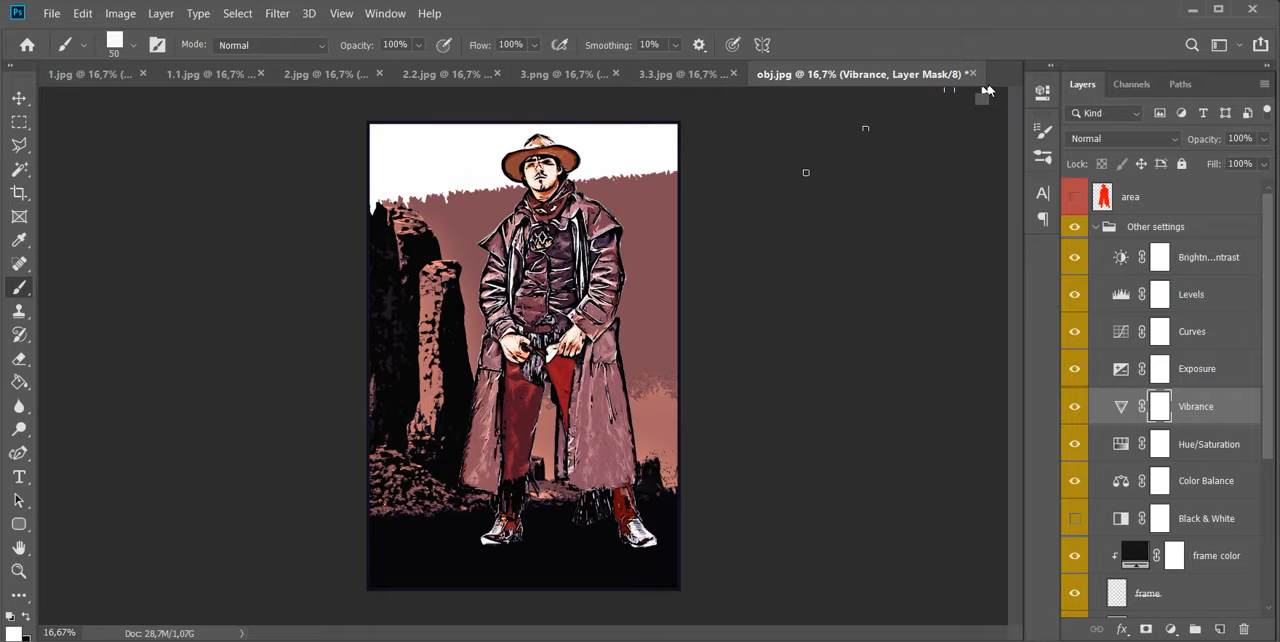 Ps File Edit Image Layer Type Select Filter 3D View Window Help
50 Mode: Normal Opacity: 100% Flow: 100% Smoothing: 10%
1.jpg @ 16,7% (... 1.1.jpg @ 16,7% ... 2.jpg @ 16,7% (... 2.2.jpg @ 16,7% ... 3.png @ 16,7% (... 3.3.jpg @ 16,7% ... obj.jpg @ 16,7% (Vibrance, Layer Mask/8) *
Layers Channels Paths
Kind
Normal Opacity: 100%
Lock: Fill: 100%
area
Other settings
Brightn...ntrast
Levels
Curves
Exposure
Vibrance
Hue/Saturation
Color Balance
Black & White
frame color
frame
16,67% Doc: 28,7M/1,07G